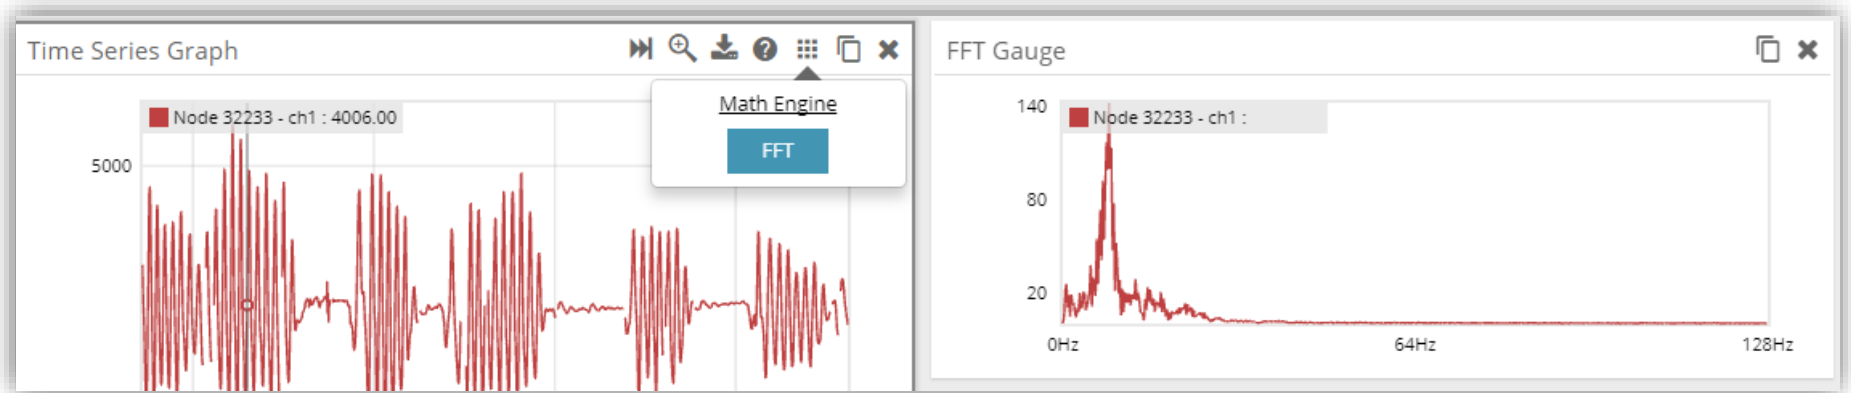 Time Series Graph
Math Engine
FFT
Node 32233 - ch1 : 4006.00
5000
FFT Gauge
140
Node 32233 - ch1 :
80
20
0Hz
64Hz
128Hz